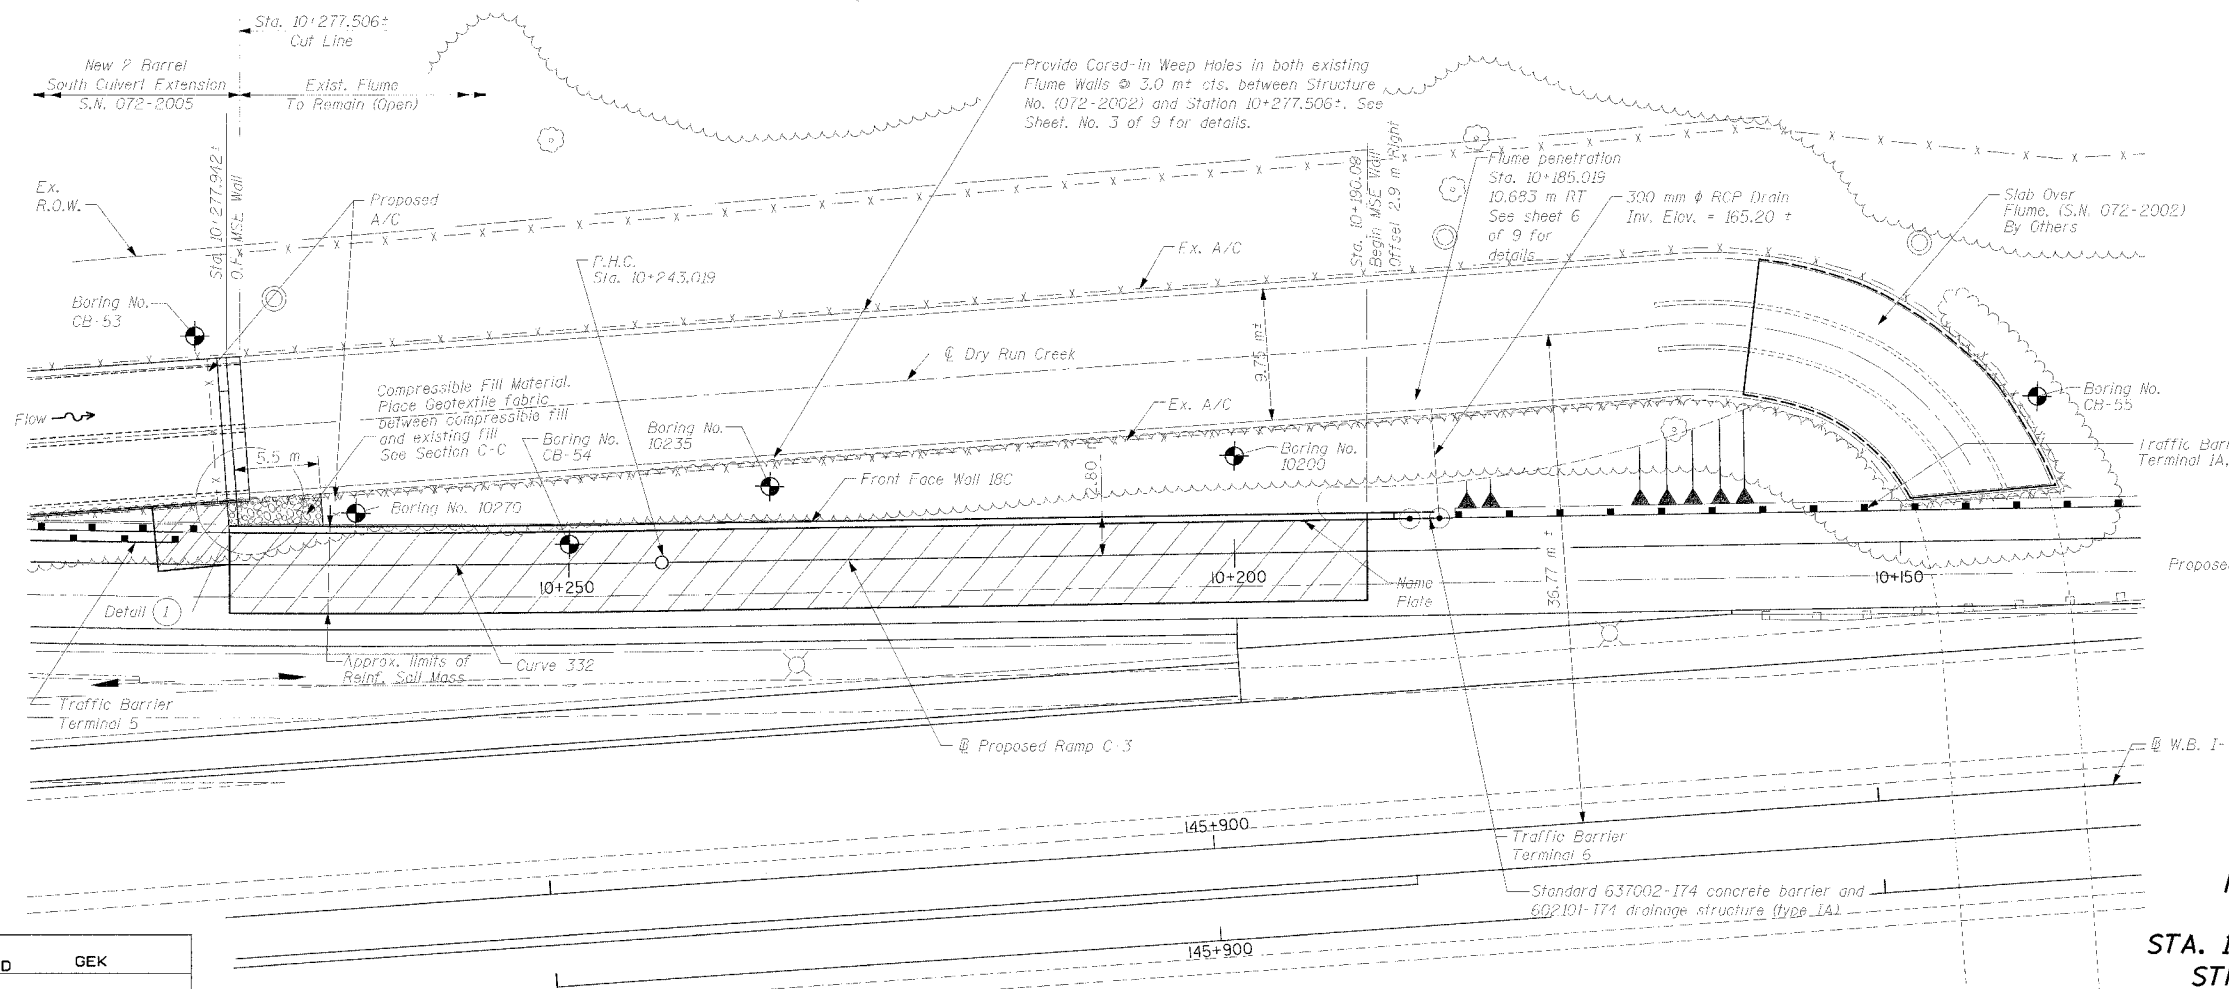 Sta. 10+277.506±
Cut Line
New 2 Barrel
South Culvert Extension
S.N. 072-2005
Exist. Flume
To Remain (Open)
Provide Cored-in Weep Holes in both existing
Flume Walls @ 3.0 m± cts. between Structure
No. (072-2002) and Station 10+277.506±. See
Sheet. No. 3 of 9 for details.
Ex.
R.O.W.
Sta. 10+277.942±
MSE Wall
Proposed
A/C
P.H.C.
Sta. 10+243.019
Ex. A/C
Sta. 10+190.09
Begin MSE Wall
Offset 2.9 m Right
Flume penetration
Sta. 10+185.019
10.683 m RT
See sheet 6
of 9 for
details
300 mm ϕ RCP Drain
Inv. Elev. = 165.20 ±
Slab Over
Flume, (S.N. 072-2002)
By Others
Boring No.
CB-53
℄ Dry Run Creek
9.75 m±
Flow
Compressible Fill Material.
Place Geotextile fabric
between compressible fill
and existing fill
See Section C-C
5.5 m
Boring No.
CB-54
Boring No.
10235
Ex. A/C
Boring No.
10200
Boring No.
CB-55
Traffic Barr
Terminal 1A,
Front Face Wall 18C
Boring No. 10270
10+250
10+200
10+150
Name
Plate
36.77 m ±
Proposed
Detail 1
Approx. limits of
Reinf. Soil Mass
Curve 332
Traffic Barrier
Terminal 5
Proposed Ramp C-3
W.B. I-
145+900
Traffic Barrier
Terminal 6
Standard 637002-174 concrete barrier and
602101-174 drainage structure (type 1A)
145+900
D GEK
STA. 1